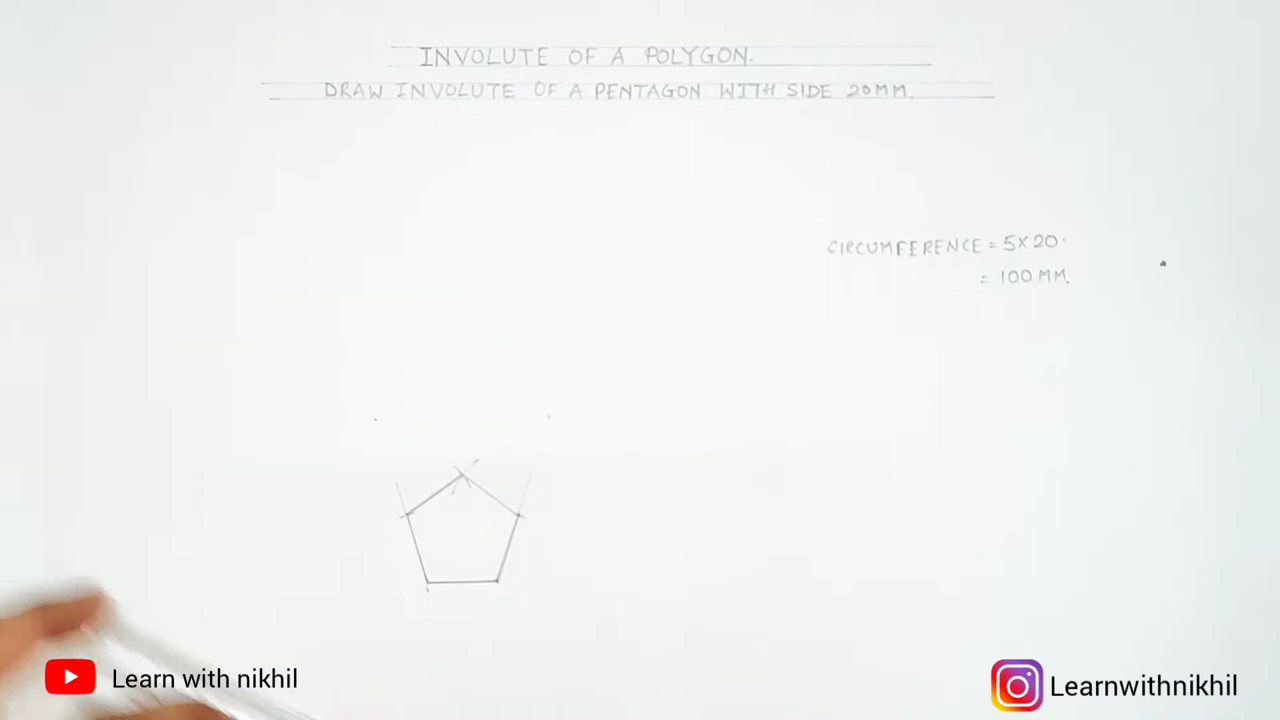 INVOLUTE OF A POLYGON.
DRAW INVOLUTE OF A PENTAGON WITH SIDE 20MM.
CIRCUMFERENCE = 5X20.
= 100 MM.
Learn with nikhil
Learnwithnikhil